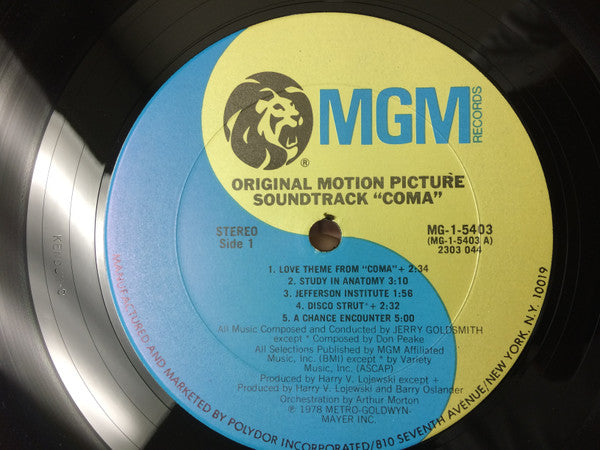 MGM
RECORDS
®
ORIGINAL MOTION PICTURE
SOUNDTRACK "COMA"
STEREO
Side 1
MG-1-5403
(MG-1-5403 A)
2303 044
1. LOVE THEME FROM "COMA"+ 2:34
2. STUDY IN ANATOMY 3:10
3. JEFFERSON INSTITUTE 1:56
4. DISCO STRUT*+ 2:32
5. A CHANCE ENCOUNTER 5:00
All Music Composed and Conducted by JERRY GOLDSMITH
except * Composed by Don Peake
All Selections Published by MGM Affiliated
Music, Inc. (BMI) except * by Variety
Music, Inc. (ASCAP)
Produced by Harry V. Lojewski except +
Produced by Harry V. Lojewski and Barry Oslander
Orchestration by Arthur Morton
℗ 1978 METRO-GOLDWYN-
MAYER INC.
MANUFACTURED AND MARKETED BY POLYDOR INCORPORATED/810 SEVENTH AVENUE/NEW YORK, N.Y. 10019